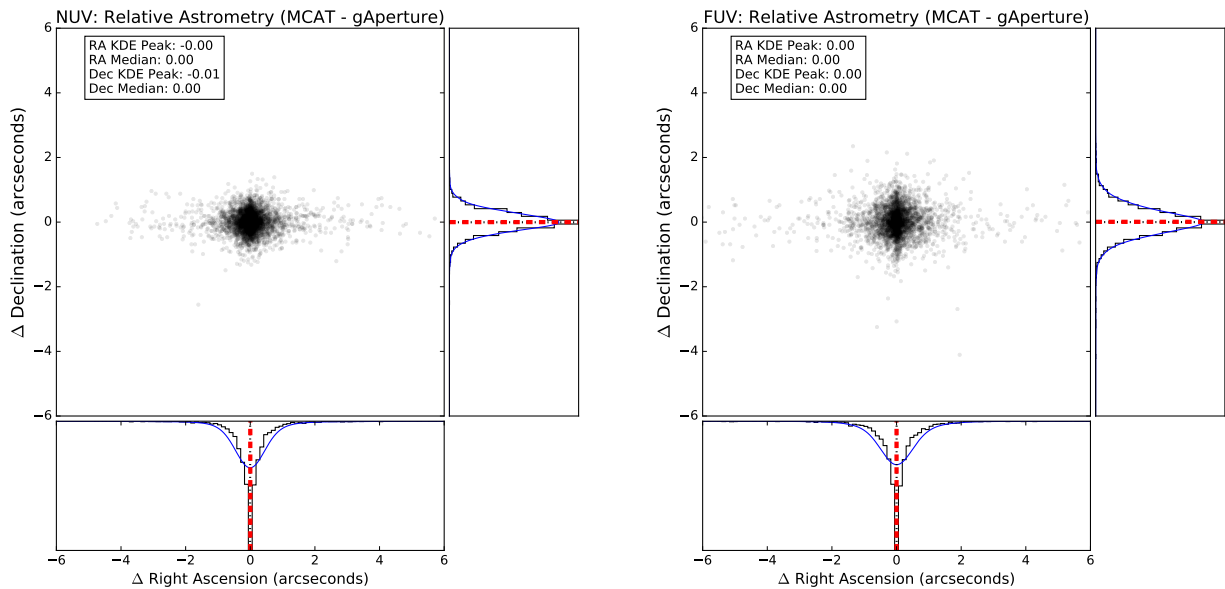 NUV: Relative Astrometry (MCAT - gAperture)
RA KDE Peak: -0.00
RA Median: 0.00
Dec KDE Peak: -0.01
Dec Median: 0.00
6
4
2
0
−2
−4
−6
Δ Declination (arcseconds)
−6
−4
−2
0
2
4
6
Δ Right Ascension (arcseconds)
FUV: Relative Astrometry (MCAT - gAperture)
RA KDE Peak: 0.00
RA Median: 0.00
Dec KDE Peak: 0.00
Dec Median: 0.00
6
4
2
0
−2
−4
−6
Δ Declination (arcseconds)
−6
−4
−2
0
2
4
6
Δ Right Ascension (arcseconds)